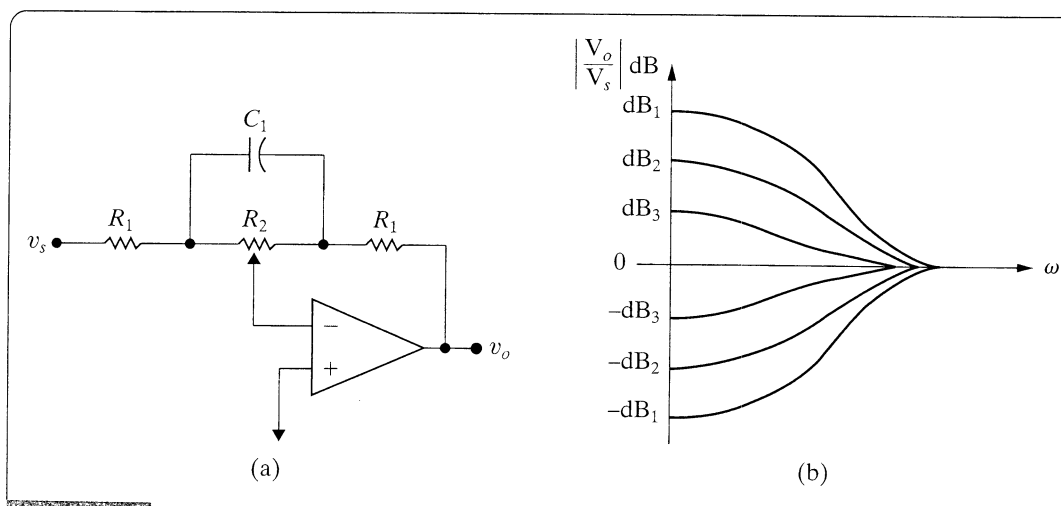 C₁
R₁
R₂
R₁
vₛ
−
+
vₒ
(a)
|Vₒ/Vₛ| dB
dB₁
dB₂
dB₃
0
ω
−dB₃
−dB₂
−dB₁
(b)